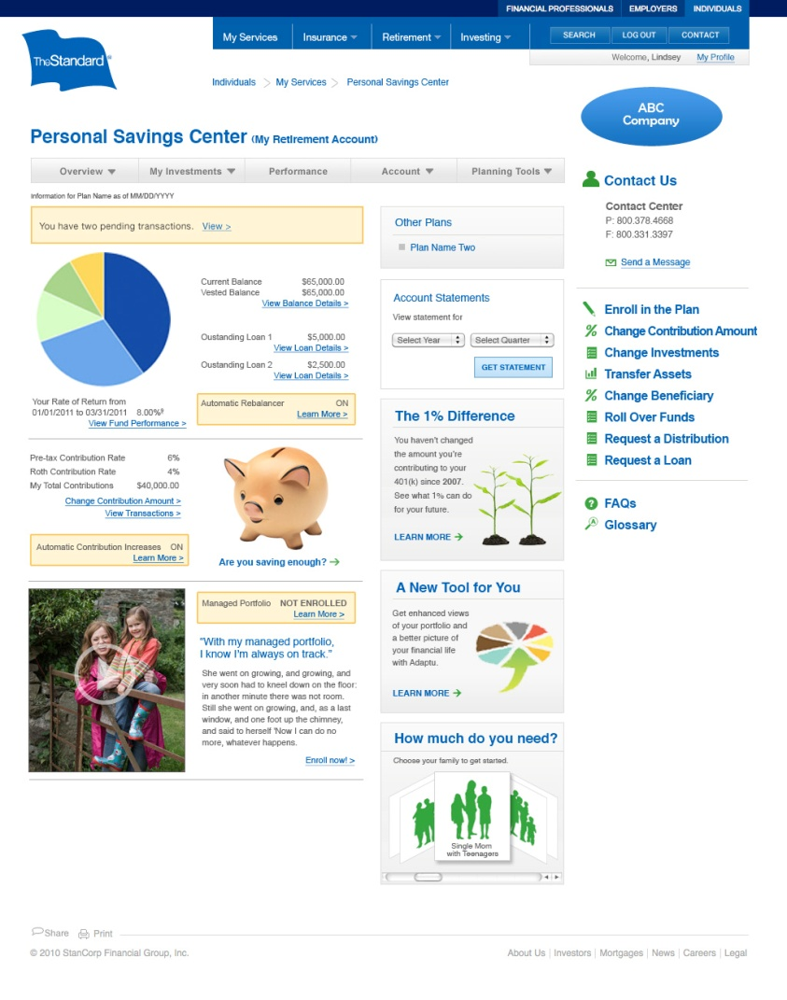 FINANCIAL PROFESSIONALS EMPLOYERS INDIVIDUALS
My Services Insurance Retirement Investing
SEARCH LOG OUT CONTACT
Welcome, Lindsey My Profile
TheStandard®
Individuals My Services Personal Savings Center
ABC
Company
Personal Savings Center (My Retirement Account)
Overview My Investments Performance Account Planning Tools
Information for Plan Name as of MM/DD/YYYY
You have two pending transactions. View >
Current Balance $65,000.00
Vested Balance $65,000.00
View Balance Details >
Oustanding Loan 1 $5,000.00
View Loan Details >
Oustanding Loan 2 $2,500.00
View Loan Details >
Your Rate of Return from
01/01/2011 to 03/31/2011 8.00%
View Fund Performance >
Automatic Rebalancer ON
Learn More >
Pre-tax Contribution Rate 6%
Roth Contribution Rate 4%
My Total Contributions $40,000.00
Change Contribution Amount >
View Transactions >
Automatic Contribution Increases ON
Learn More >
Are you saving enough?
Managed Portfolio NOT ENROLLED
Learn More >
“With my managed portfolio,
I know I'm always on track.”
She went on growing, and growing, and
very soon had to kneel down on the floor:
in another minute there was not room.
Still she went on growing, and, as a last
window, and one foot up the chimney,
and said to herself 'Now I can do no
more, whatever happens.
Enroll now! >
Other Plans
Plan Name Two
Account Statements
View statement for
Select Year Select Quarter
GET STATEMENT
The 1% Difference
You haven't changed
the amount you're
contributing to your
401(k) since 2007.
See what 1% can do
for your future.
LEARN MORE
A New Tool for You
Get enhanced views
of your portfolio and
a better picture of
your financial life
with Adaptu.
LEARN MORE
How much do you need?
Choose your family to get started.
Single Mom
with Teenagers
Contact Us
Contact Center
P: 800.378.4668
F: 800.331.3397
Send a Message
Enroll in the Plan
Change Contribution Amount
Change Investments
Transfer Assets
Change Beneficiary
Roll Over Funds
Request a Distribution
Request a Loan
FAQs
Glossary
Share Print
© 2010 StanCorp Financial Group, Inc.
About Us | Investors | Mortgages | News | Careers | Legal